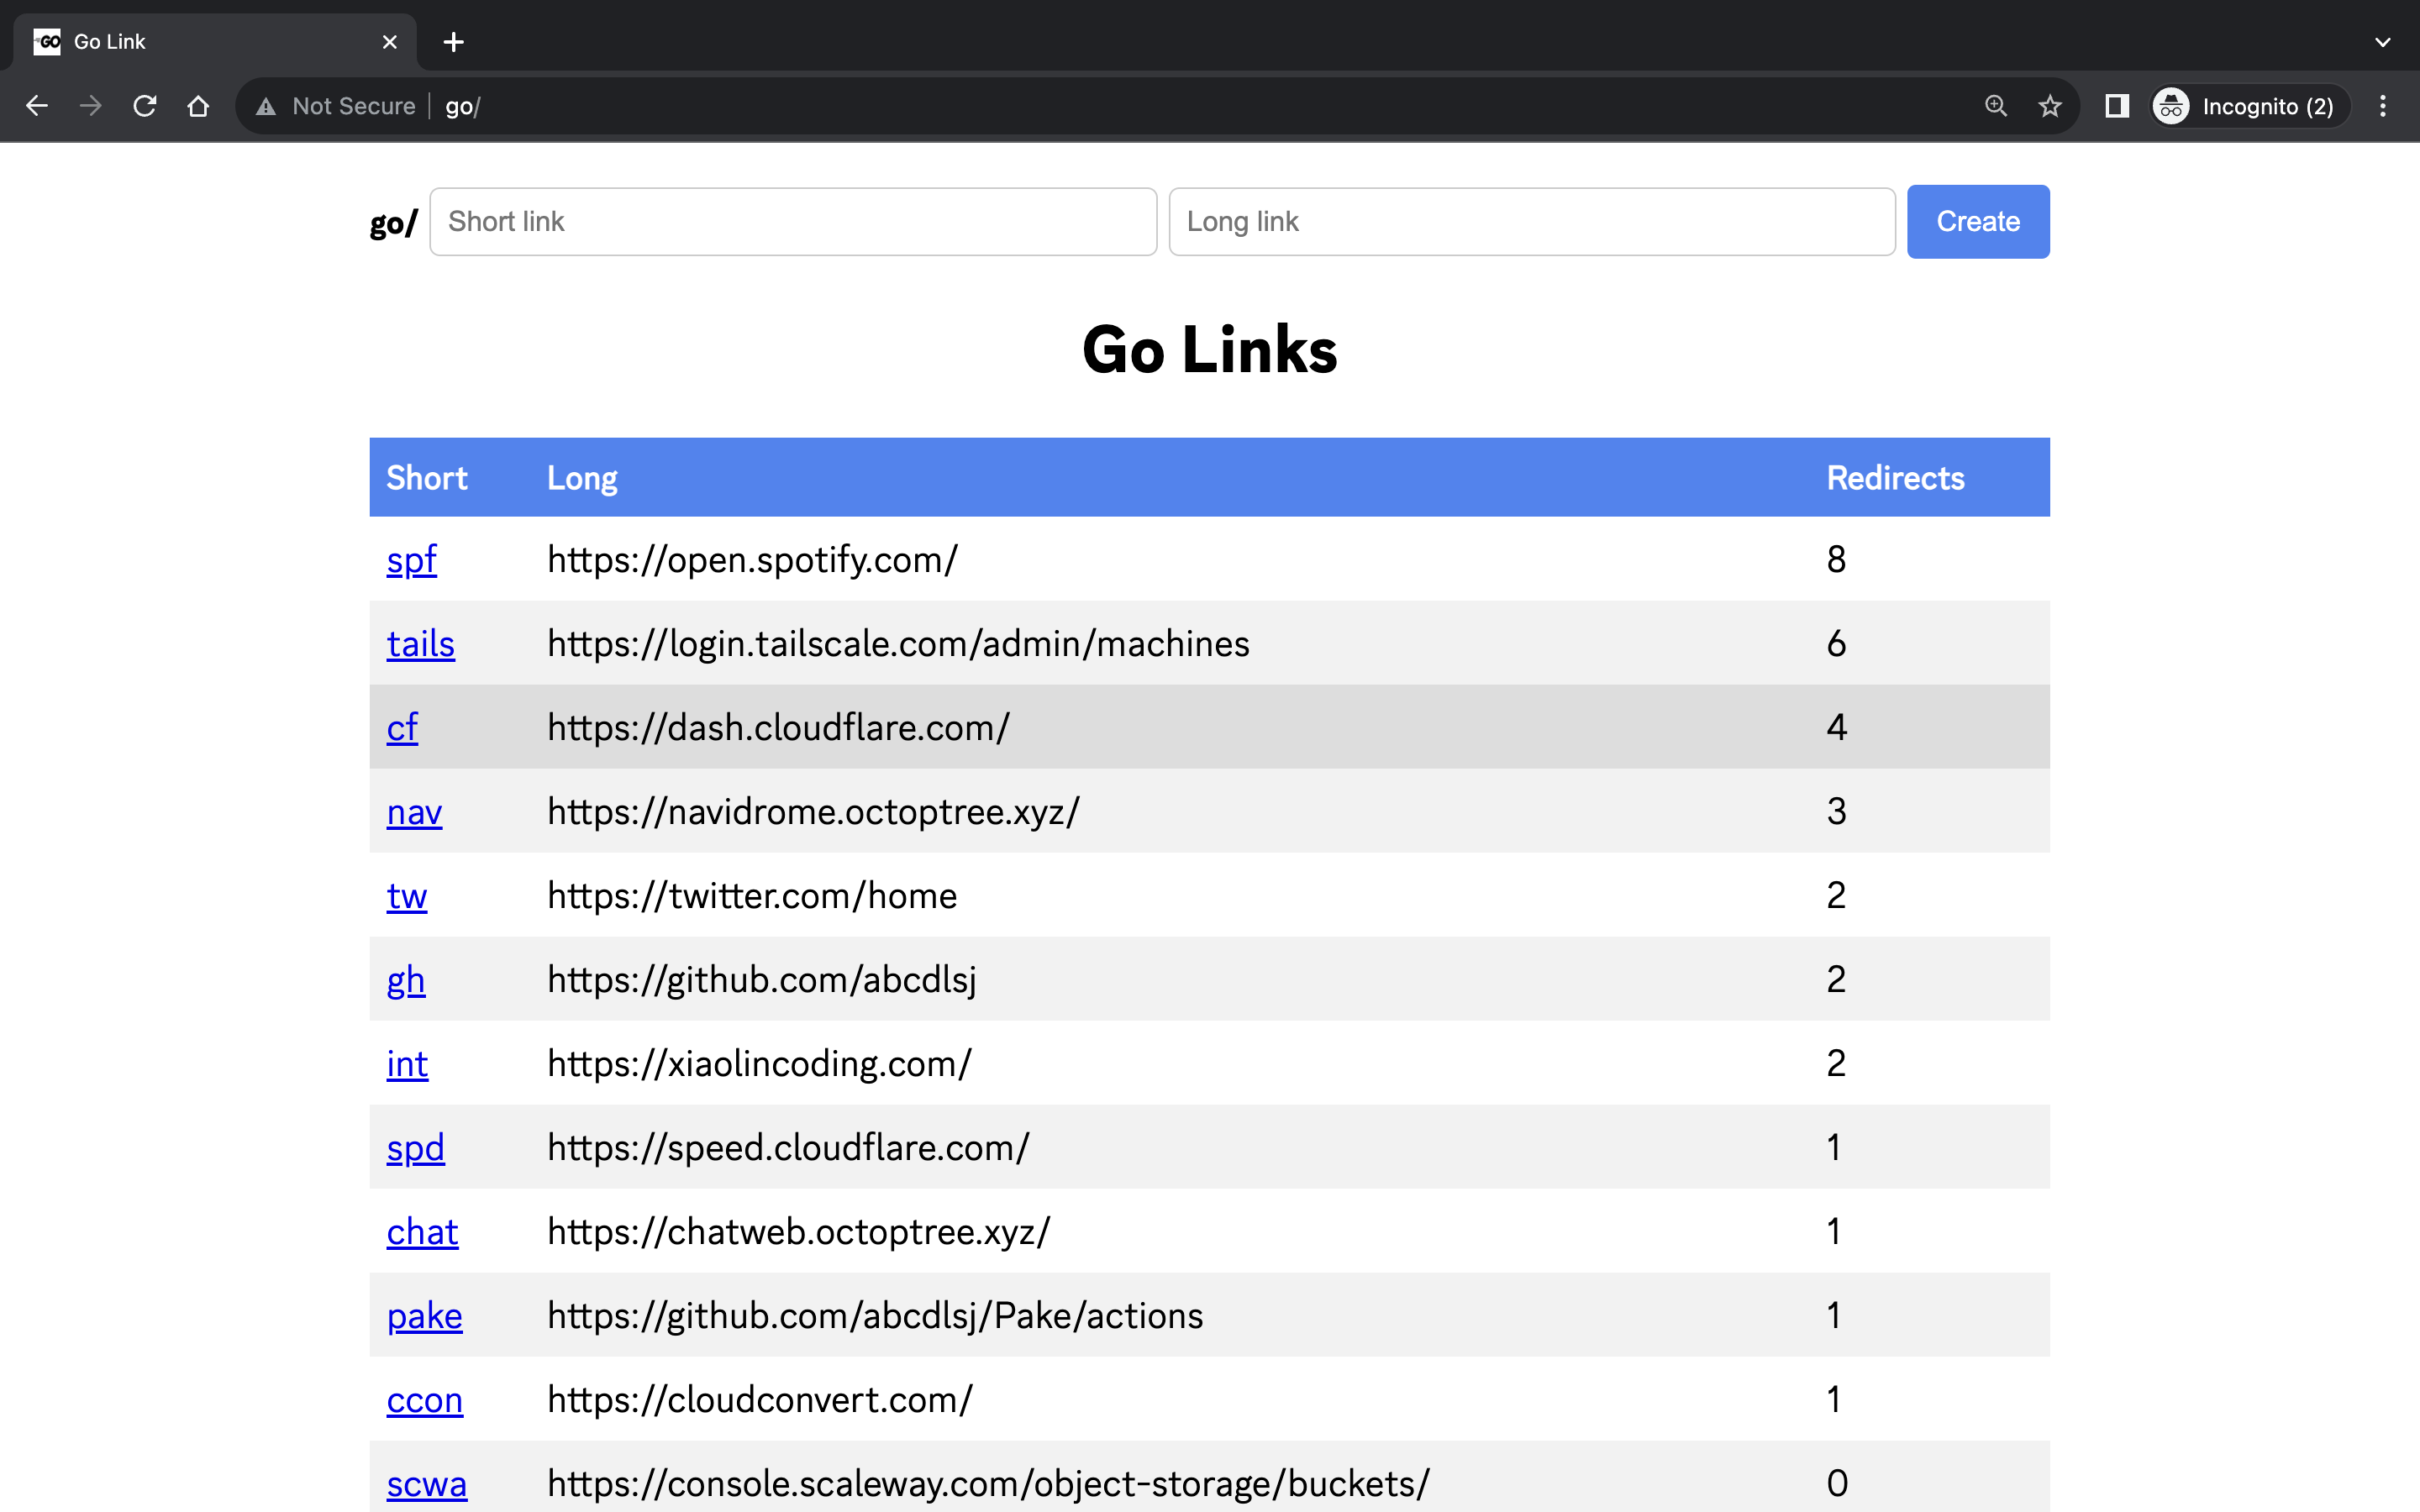 GO Go Link
Not Secure go/ Incognito (2)
go/ Short link Long link Create
Go Links
Short Long Redirects
spf https://open.spotify.com/ 8
tails https://login.tailscale.com/admin/machines 6
cf https://dash.cloudflare.com/ 4
nav https://navidrome.octoptree.xyz/ 3
tw https://twitter.com/home 2
gh https://github.com/abcdlsj 2
int https://xiaolincoding.com/ 2
spd https://speed.cloudflare.com/ 1
chat https://chatweb.octoptree.xyz/ 1
pake https://github.com/abcdlsj/Pake/actions 1
ccon https://cloudconvert.com/ 1
scwa https://console.scaleway.com/object-storage/buckets/ 0